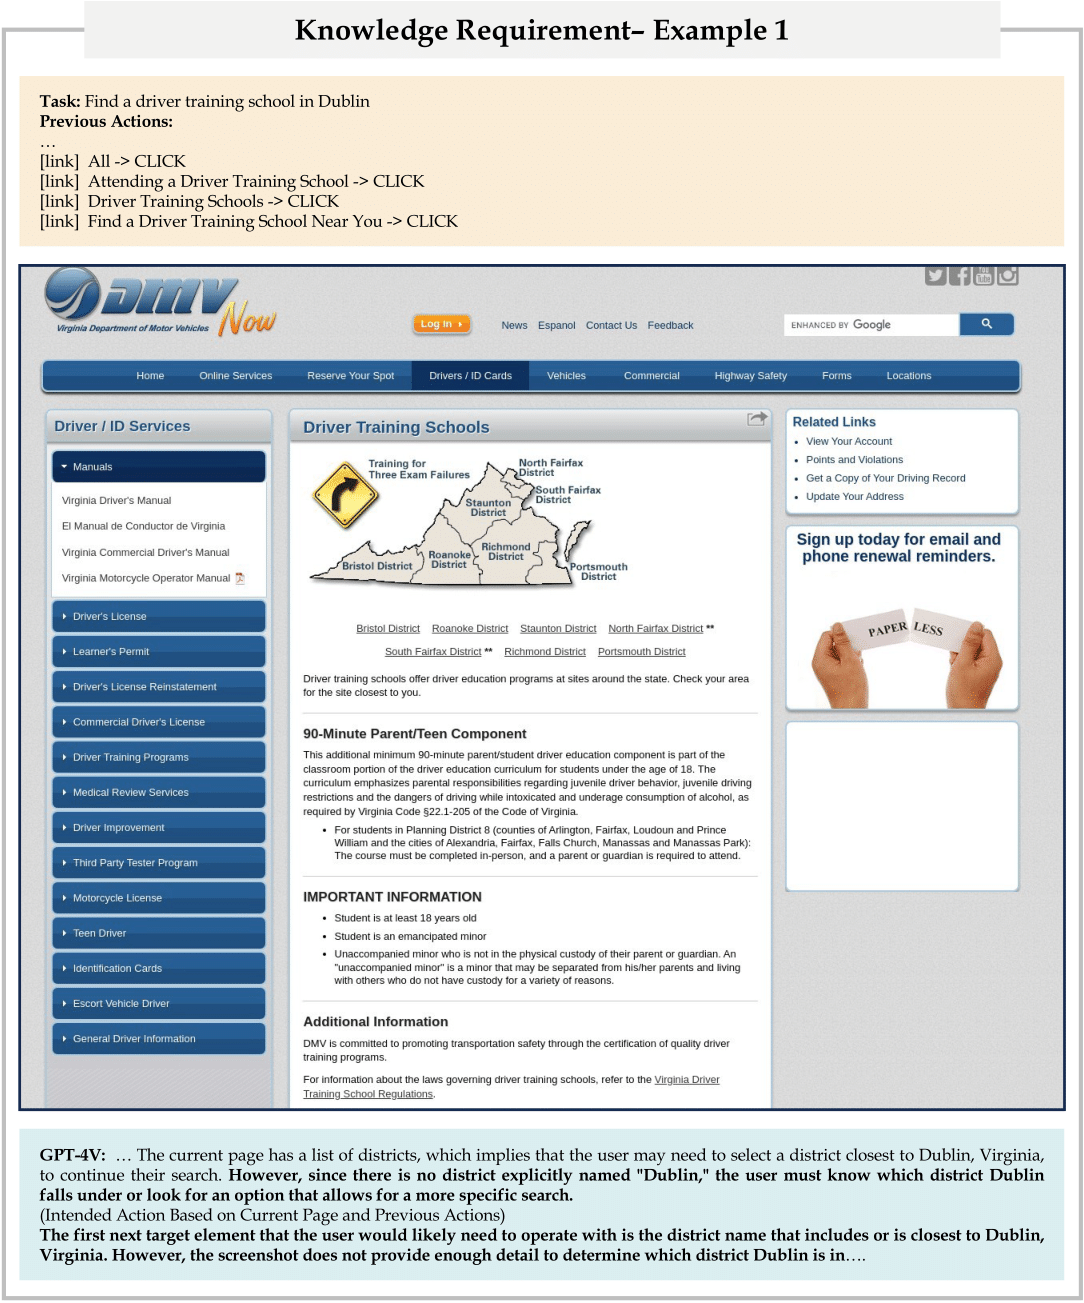 Knowledge Requirement– Example 1
Task: Find a driver training school in Dublin
Previous Actions:
…
[link] All -> CLICK
[link] Attending a Driver Training School -> CLICK
[link] Driver Training Schools -> CLICK
[link] Find a Driver Training School Near You -> CLICK
DMV Now
Virginia Department of Motor Vehicles
You Tube
Log In
News Espanol Contact Us Feedback
ENHANCED BY Google
Home Online Services Reserve Your Spot Drivers / ID Cards Vehicles Commercial Highway Safety Forms Locations
Driver / ID Services
Manuals
Virginia Driver's Manual
El Manual de Conductor de Virginia
Virginia Commercial Driver's Manual
Virginia Motorcycle Operator Manual
Driver's License
Learner's Permit
Driver's License Reinstatement
Commercial Driver's License
Driver Training Programs
Medical Review Services
Driver Improvement
Third Party Tester Program
Motorcycle License
Teen Driver
Identification Cards
Escort Vehicle Driver
General Driver Information
Driver Training Schools
Training for
Three Exam Failures
North Fairfax
District
South Fairfax
District
Staunton
District
Richmond
District
Roanoke
District
Bristol District
Portsmouth
District
Bristol District Roanoke District Staunton District North Fairfax District **
South Fairfax District ** Richmond District Portsmouth District
Driver training schools offer driver education programs at sites around the state. Check your area
for the site closest to you.
90-Minute Parent/Teen Component
This additional minimum 90-minute parent/student driver education component is part of the
classroom portion of the driver education curriculum for students under the age of 18. The
curriculum emphasizes parental responsibilities regarding juvenile driver behavior, juvenile driving
restrictions and the dangers of driving while intoxicated and underage consumption of alcohol, as
required by Virginia Code §22.1-205 of the Code of Virginia.
• For students in Planning District 8 (counties of Arlington, Fairfax, Loudoun and Prince
William and the cities of Alexandria, Fairfax, Falls Church, Manassas and Manassas Park):
The course must be completed in-person, and a parent or guardian is required to attend.
IMPORTANT INFORMATION
• Student is at least 18 years old
• Student is an emancipated minor
• Unaccompanied minor who is not in the physical custody of their parent or guardian. An
"unaccompanied minor" is a minor that may be separated from his/her parents and living
with others who do not have custody for a variety of reasons.
Additional Information
DMV is committed to promoting transportation safety through the certification of quality driver
training programs.
For information about the laws governing driver training schools, refer to the Virginia Driver
Training School Regulations.
Related Links
• View Your Account
• Points and Violations
• Get a Copy of Your Driving Record
• Update Your Address
Sign up today for email and
phone renewal reminders.
PAPER LESS
GPT-4V: … The current page has a list of districts, which implies that the user may need to select a district closest to Dublin, Virginia,
to continue their search. However, since there is no district explicitly named "Dublin," the user must know which district Dublin
falls under or look for an option that allows for a more specific search.
(Intended Action Based on Current Page and Previous Actions)
The first next target element that the user would likely need to operate with is the district name that includes or is closest to Dublin,
Virginia. However, the screenshot does not provide enough detail to determine which district Dublin is in….